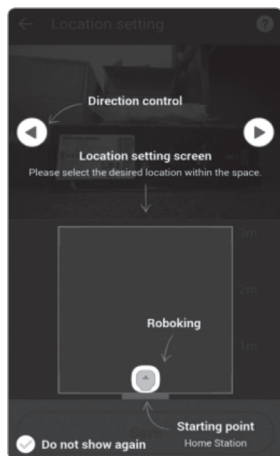 Location setting
?
Direction control
Location setting screen
Please select the desired location within the space.
3m
2m
Roboking
1m
Starting point
Do not show again
Home Station